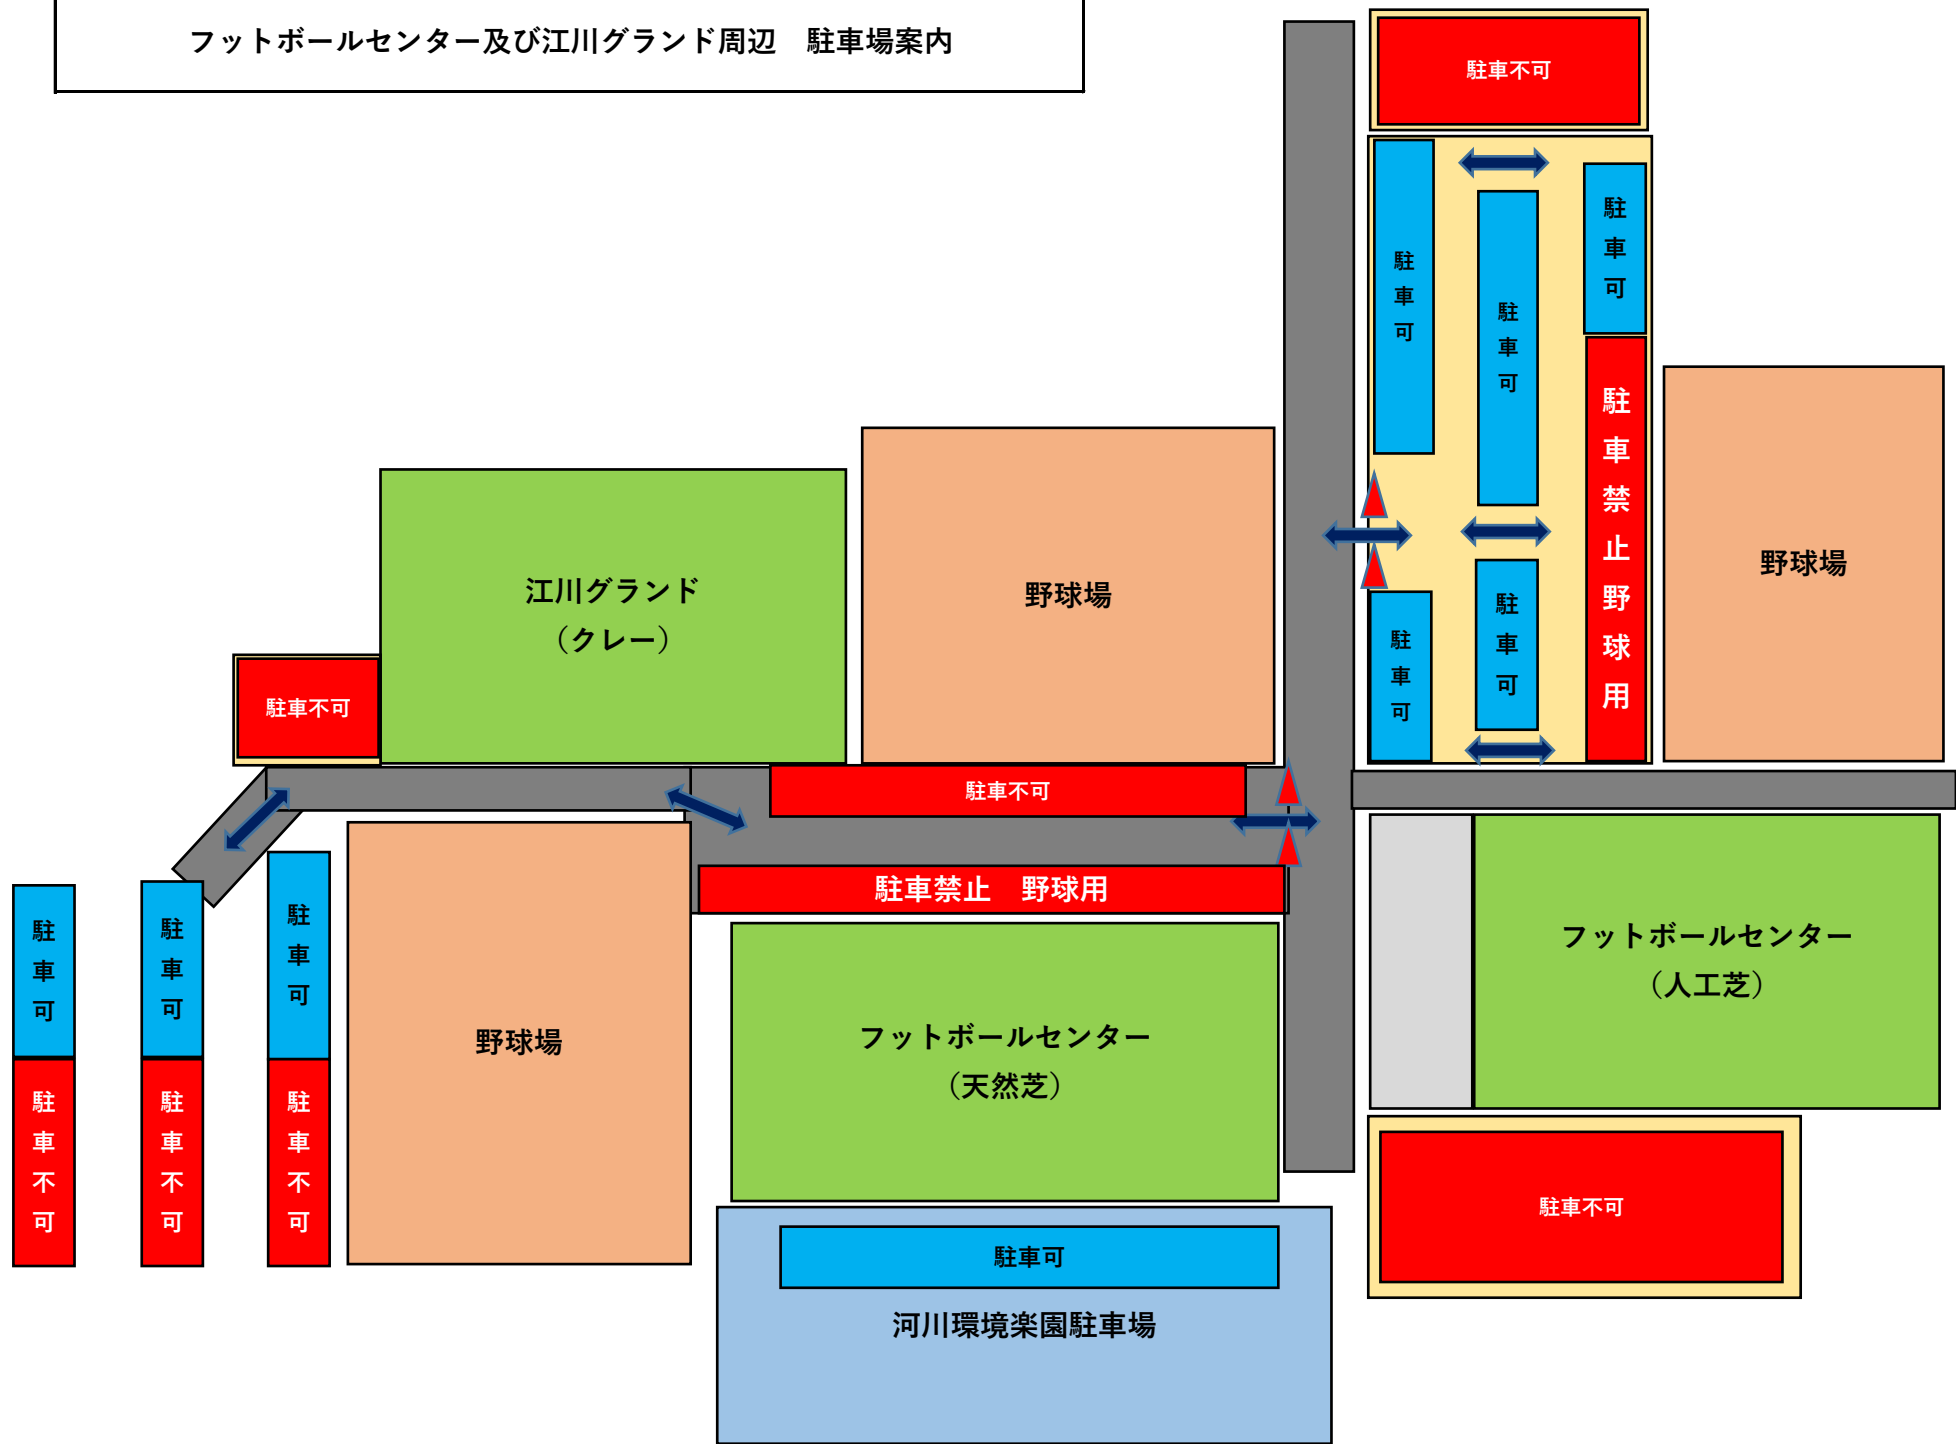 フットボールセンター及び江川グランド周辺　駐車場案内
駐車不可
駐車可
駐車可
駐車可
駐車禁止野球用
野球場
江川グランド
（クレー）
野球場
駐車可
駐車可
駐車不可
駐車不可
駐車禁止　野球用
駐車可
駐車可
駐車可
駐車不可
駐車不可
駐車不可
野球場
フットボールセンター
（天然芝）
フットボールセンター
（人工芝）
駐車不可
駐車可
河川環境楽園駐車場